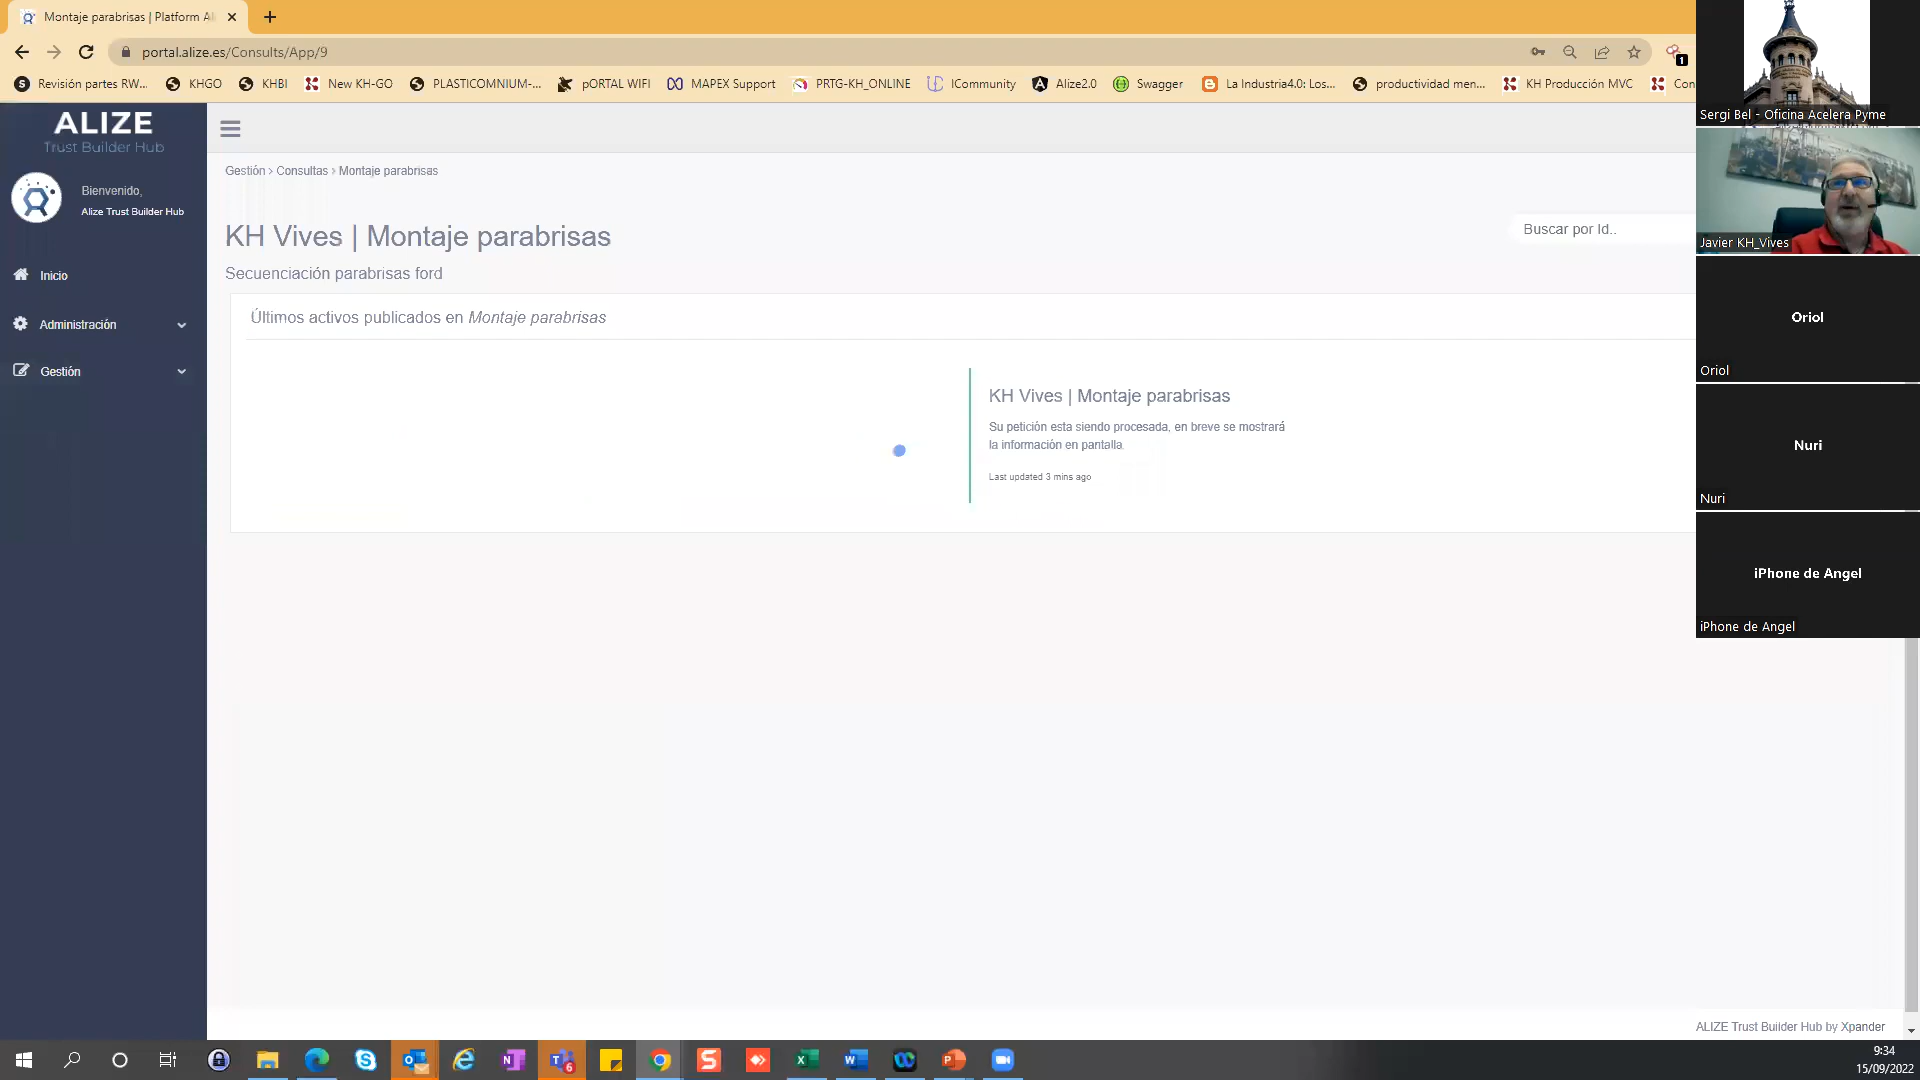 Montaje parabrisas | Platform Al
portal.alize.es/Consults/App/9
1
Revisión partes RW...
KHGO
KHBI
New KH-GO
PLASTICOMNIUM-...
pORTAL WIFI
MAPEX Support
PRTG-KH_ONLINE
ICommunity
Alize2.0
Swagger
La Industria4.0: Los...
productividad men...
KH Producción MVC
Con
ALIZE
Trust Builder Hub
Bienvenido,
Alize Trust Builder Hub
Inicio
Administración
Gestión
Gestión > Consultas > Montaje parabrisas
KH Vives | Montaje parabrisas
Buscar por Id..
Secuenciación parabrisas ford
Últimos activos publicados en Montaje parabrisas
KH Vives | Montaje parabrisas
Su petición esta siendo procesada, en breve se mostrará
la información en pantalla.
Last updated 3 mins ago
Sergi Bel - Oficina Acelera Pyme
Javier KH_Vives
Oriol
Oriol
Nuri
Nuri
iPhone de Angel
iPhone de Angel
ALIZE Trust Builder Hub by Xpander
6
9:34
15/09/2022